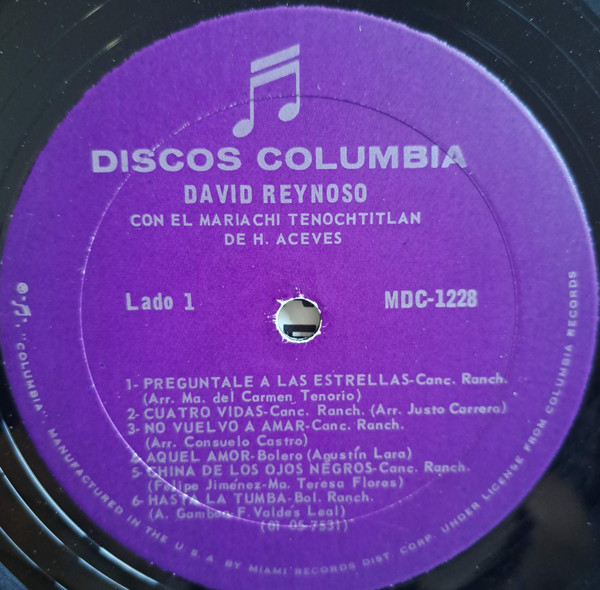 DISCOS COLUMBIA
DAVID REYNOSO
CON EL MARIACHI TENOCHTITLAN
DE H. ACEVES
Lado 1
MDC-1228
1- PREGUNTALE A LAS ESTRELLAS-Canc. Ranch.
(Arr. Ma. del Carmen Tenorio)
2- CUATRO VIDAS-Canc. Ranch. (Arr. Justo Carrera)
3- NO VUELVO A AMAR-Canc. Ranch.
(Arr. Consuelo Castro)
4- AQUEL AMOR-Bolero (Agustín Lara)
5- CHINA DE LOS OJOS NEGROS-Canc. Ranch.
(Felipe Jiménez-Ma. Teresa Flores)
6- HASTA LA TUMBA-Bol. Ranch.
(A. Gamboa F. Valdés Leal)
(01-05-7531)
"COLUMBIA". MANUFACTURED IN THE U.S.A. BY MIAMI RECORDS DIST. CORP. UNDER LICENSE FROM COLUMBIA RECORDS